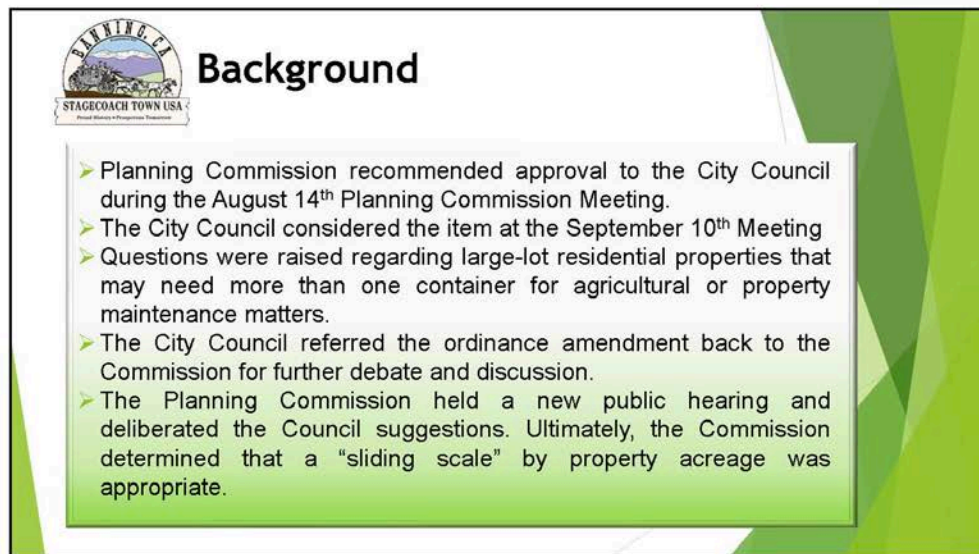 BANNING, CA
STAGECOACH TOWN USA
Proud History • Prosperous Tomorrow
Background
➢ Planning Commission recommended approval to the City Council
during the August 14th Planning Commission Meeting.
➢ The City Council considered the item at the September 10th Meeting
➢ Questions were raised regarding large-lot residential properties that
may need more than one container for agricultural or property
maintenance matters.
➢ The City Council referred the ordinance amendment back to the
Commission for further debate and discussion.
➢ The Planning Commission held a new public hearing and
deliberated the Council suggestions. Ultimately, the Commission
determined that a “sliding scale” by property acreage was
appropriate.